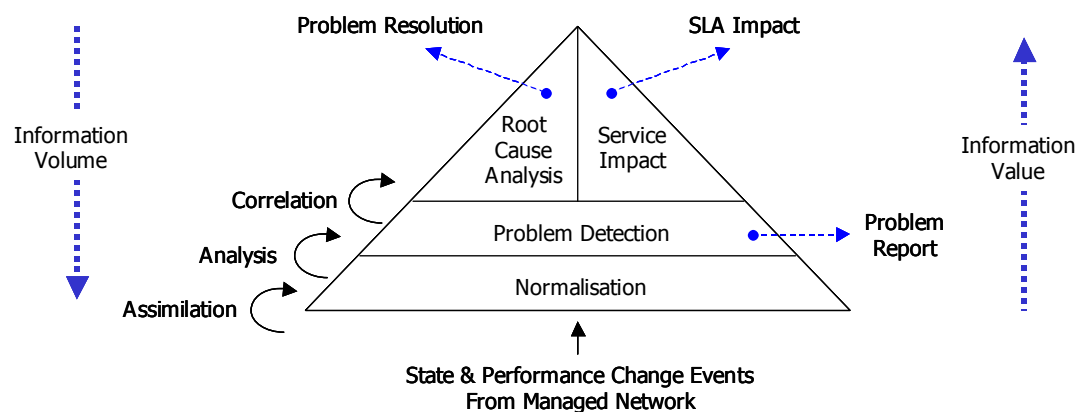 Problem Resolution
SLA Impact
Information
Volume
Root
Cause
Analysis
Service
Impact
Information
Value
Correlation
Problem Detection
Problem
Report
Analysis
Normalisation
Assimilation
State & Performance Change Events
From Managed Network